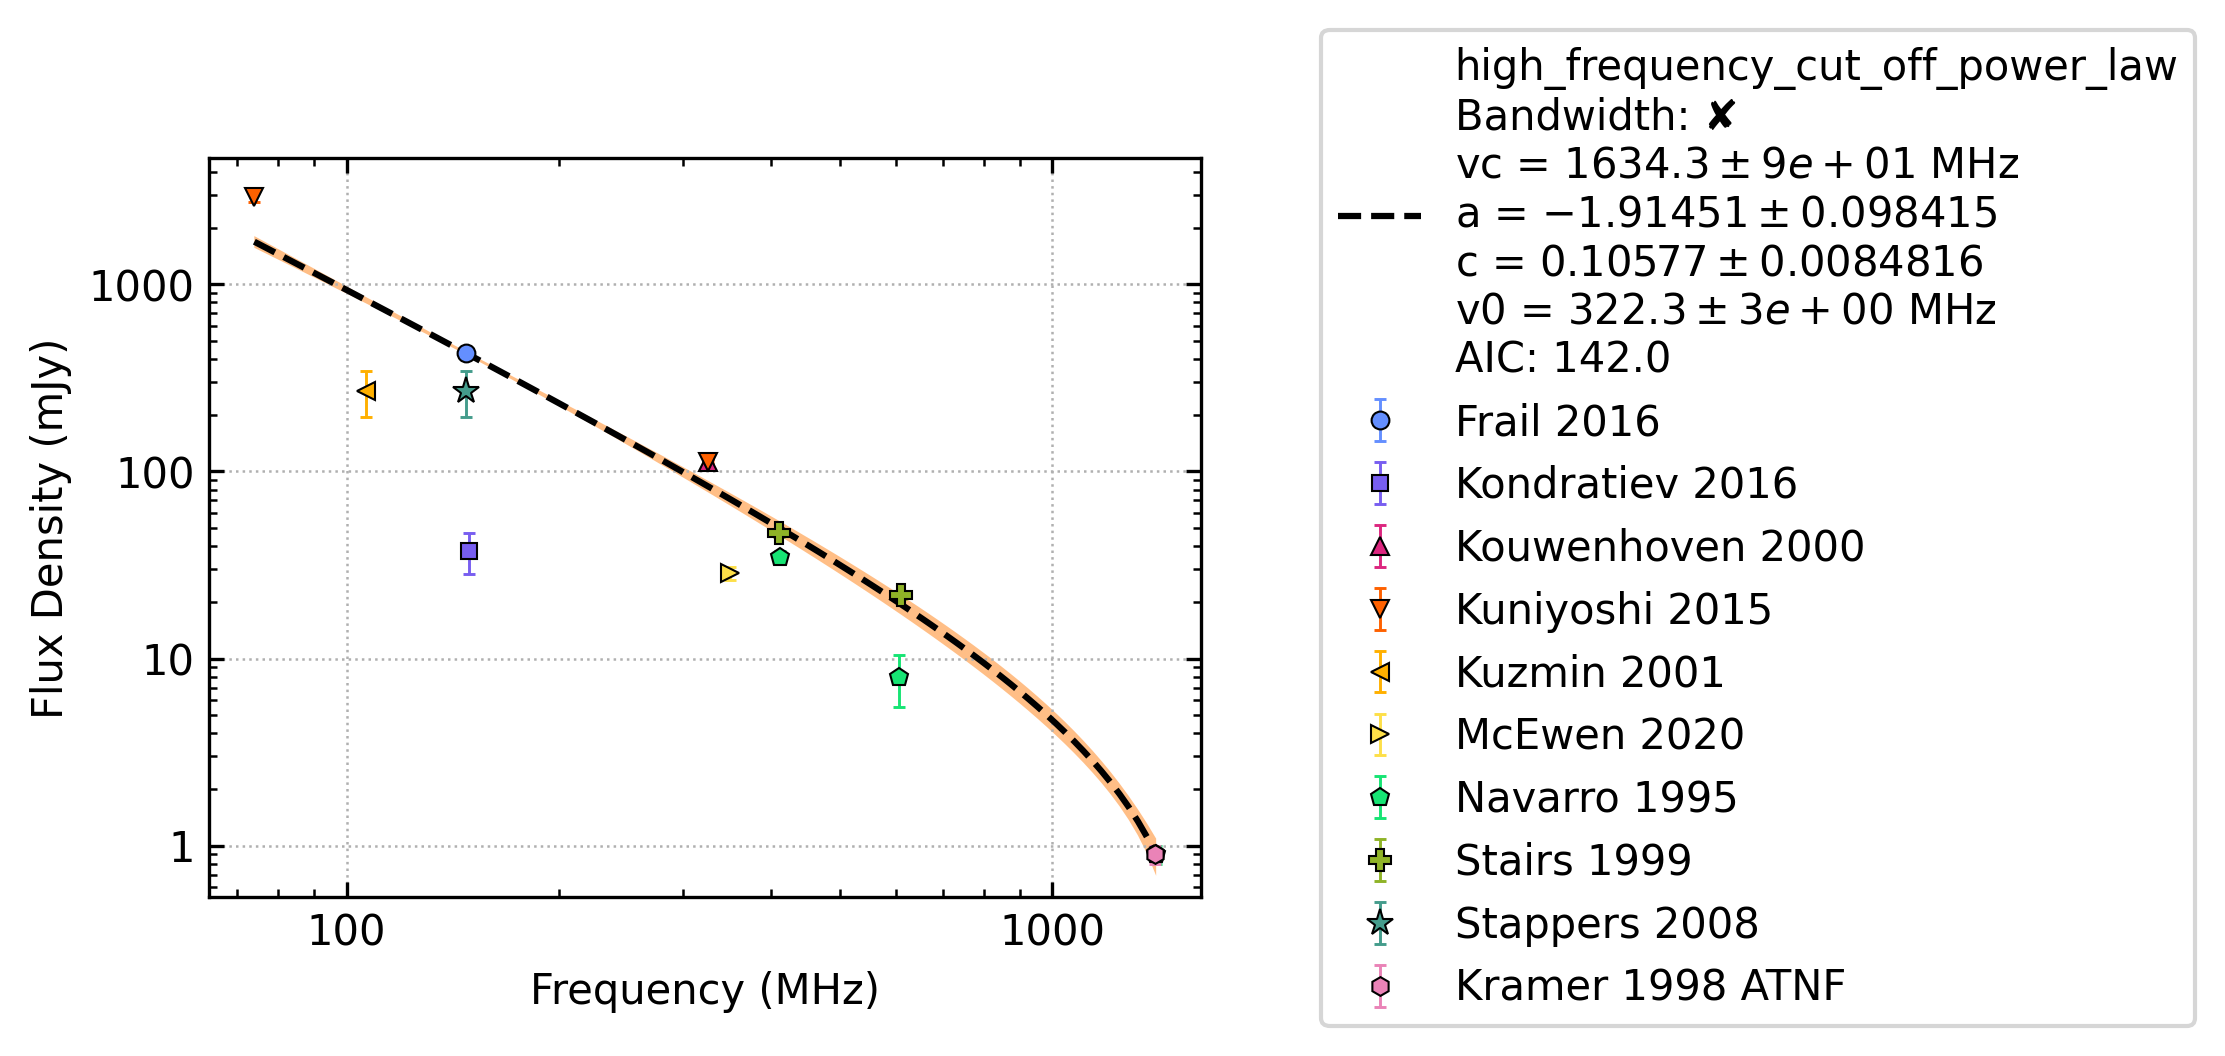 high_frequency_cut_off_power_law
Bandwidth: ✘
vc = 1634.3 ± 9e + 01 MHz
a = −1.91451 ± 0.098415
c = 0.10577 ± 0.0084816
v0 = 322.3 ± 3e + 00 MHz
AIC: 142.0
Frail 2016
Kondratiev 2016
Kouwenhoven 2000
Kuniyoshi 2015
Kuzmin 2001
McEwen 2020
Navarro 1995
Stairs 1999
Stappers 2008
Kramer 1998 ATNF
Flux Density (mJy)
1000
100
10
1
100
1000
Frequency (MHz)